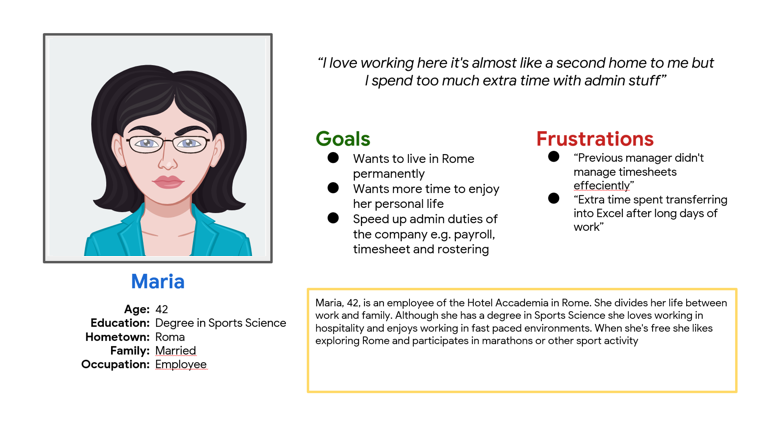 “I love working here it's almost like a second home to me but
I spend too much extra time with admin stuff”
Goals
● Wants to live in Rome
permanently
● Wants more time to enjoy
her personal life
● Speed up admin duties of
the company e.g. payroll,
timesheet and rostering
Frustrations
● “Previous manager didn't
manage timesheets
effeciently”
● “Extra time spent transferring
into Excel after long days of
work”
Maria
Age: 42
Education: Degree in Sports Science
Hometown: Roma
Family: Married
Occupation: Employee
Maria, 42, is an employee of the Hotel Accademia in Rome. She divides her life between
work and family. Although she has a degree in Sports Science she loves working in
hospitality and enjoys working in fast paced environments. When she's free she likes
exploring Rome and participates in marathons or other sport activity